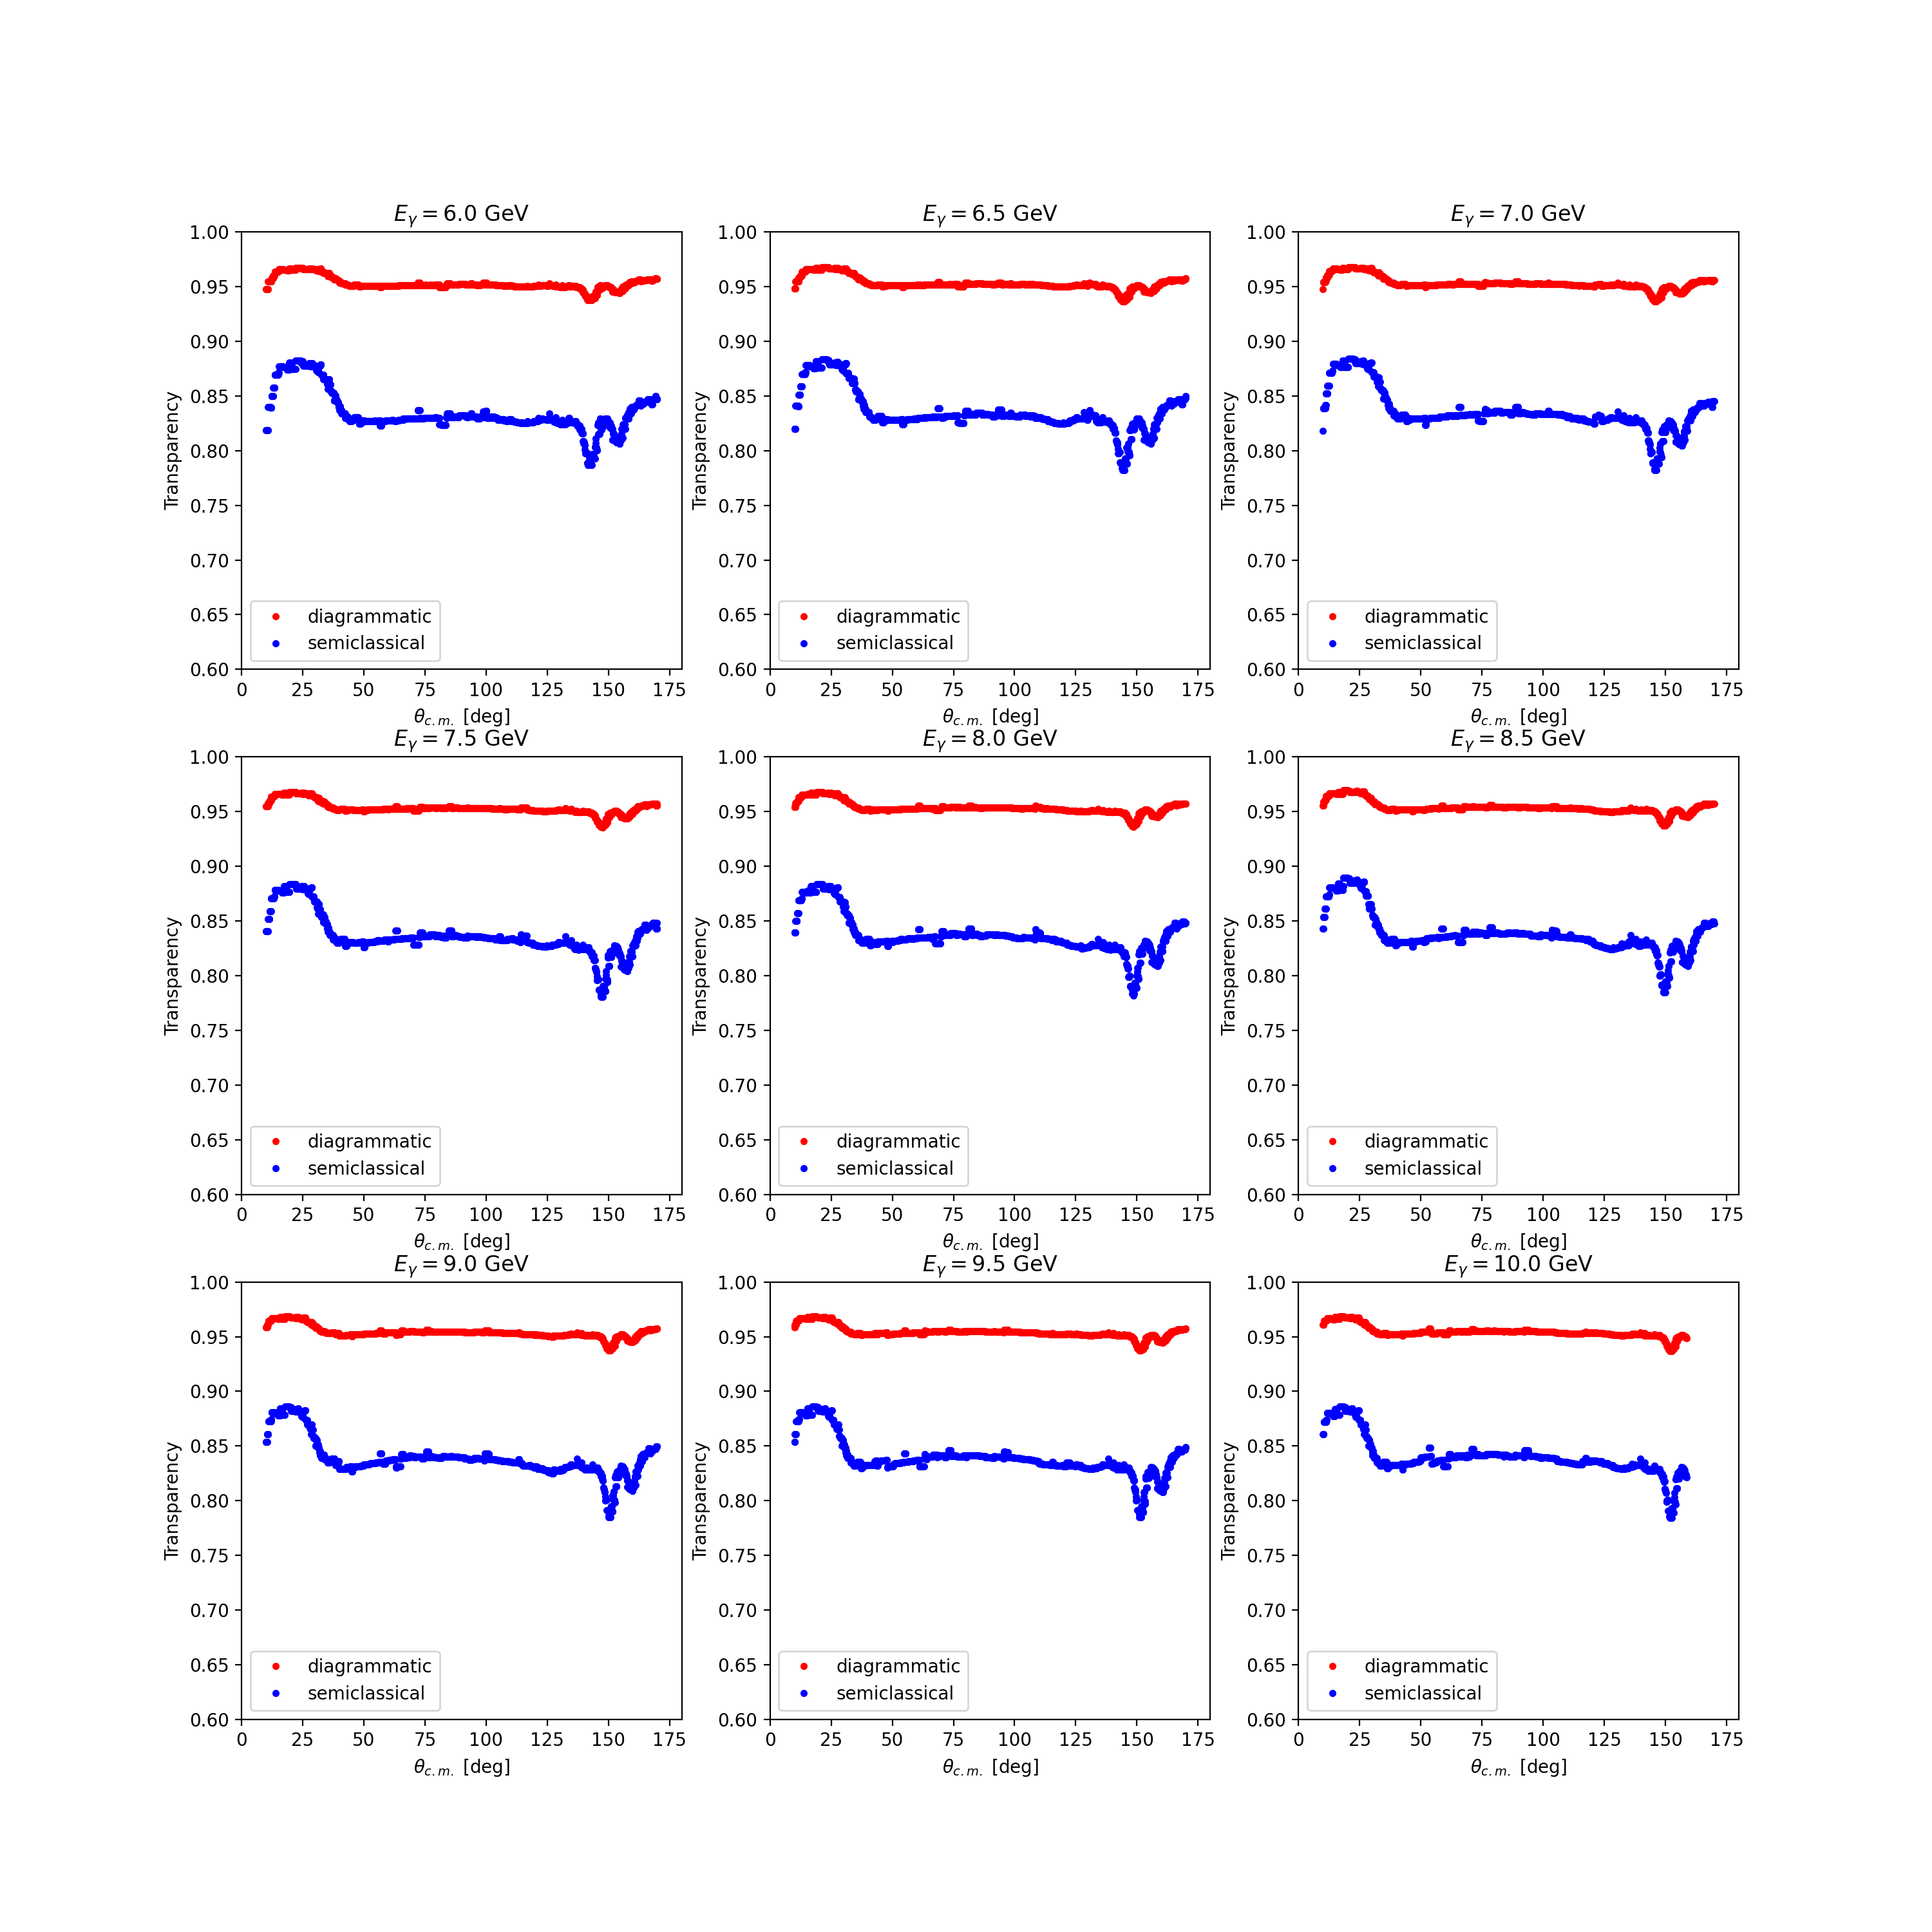 E_γ = 6.0 GeV
1.00
0.95
0.90
0.85
0.80
0.75
0.70
0.65
0.60
Transparency
diagrammatic
semiclassical
0 25 50 75 100 125 150 175
θ_c.m. [deg]
E_γ = 6.5 GeV
1.00
0.95
0.90
0.85
0.80
0.75
0.70
0.65
0.60
Transparency
diagrammatic
semiclassical
0 25 50 75 100 125 150 175
θ_c.m. [deg]
E_γ = 7.0 GeV
1.00
0.95
0.90
0.85
0.80
0.75
0.70
0.65
0.60
Transparency
diagrammatic
semiclassical
0 25 50 75 100 125 150 175
θ_c.m. [deg]
E_γ = 7.5 GeV
1.00
0.95
0.90
0.85
0.80
0.75
0.70
0.65
0.60
Transparency
diagrammatic
semiclassical
0 25 50 75 100 125 150 175
θ_c.m. [deg]
E_γ = 8.0 GeV
1.00
0.95
0.90
0.85
0.80
0.75
0.70
0.65
0.60
Transparency
diagrammatic
semiclassical
0 25 50 75 100 125 150 175
θ_c.m. [deg]
E_γ = 8.5 GeV
1.00
0.95
0.90
0.85
0.80
0.75
0.70
0.65
0.60
Transparency
diagrammatic
semiclassical
0 25 50 75 100 125 150 175
θ_c.m. [deg]
E_γ = 9.0 GeV
1.00
0.95
0.90
0.85
0.80
0.75
0.70
0.65
0.60
Transparency
diagrammatic
semiclassical
0 25 50 75 100 125 150 175
θ_c.m. [deg]
E_γ = 9.5 GeV
1.00
0.95
0.90
0.85
0.80
0.75
0.70
0.65
0.60
Transparency
diagrammatic
semiclassical
0 25 50 75 100 125 150 175
θ_c.m. [deg]
E_γ = 10.0 GeV
1.00
0.95
0.90
0.85
0.80
0.75
0.70
0.65
0.60
Transparency
diagrammatic
semiclassical
0 25 50 75 100 125 150 175
θ_c.m. [deg]